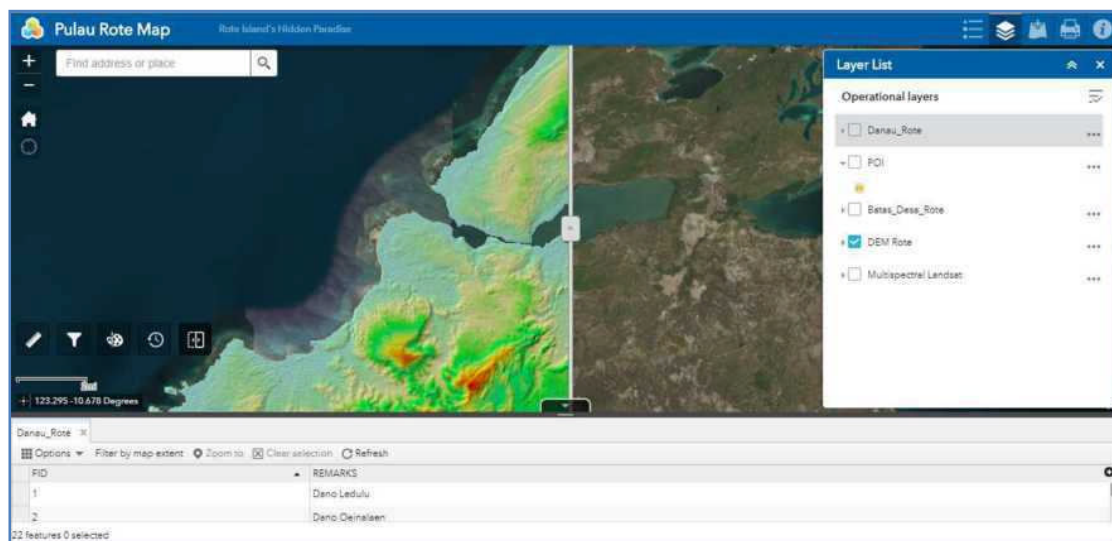 Pulau Rote Map
Rote Island's Hidden Paradise
Find address or place
Layer List
Operational layers
Danau_Rote
POI
Batas_Desa_Rote
DEM Rote
Multispectral Landsat
123.295 -10.678 Degrees
Danau_Rote
Options Filter by map extent Zoom to Clear selection Refresh
FID REMARKS
1 Dano Ledulu
2 Dano Oeinalaen
22 features 0 selected